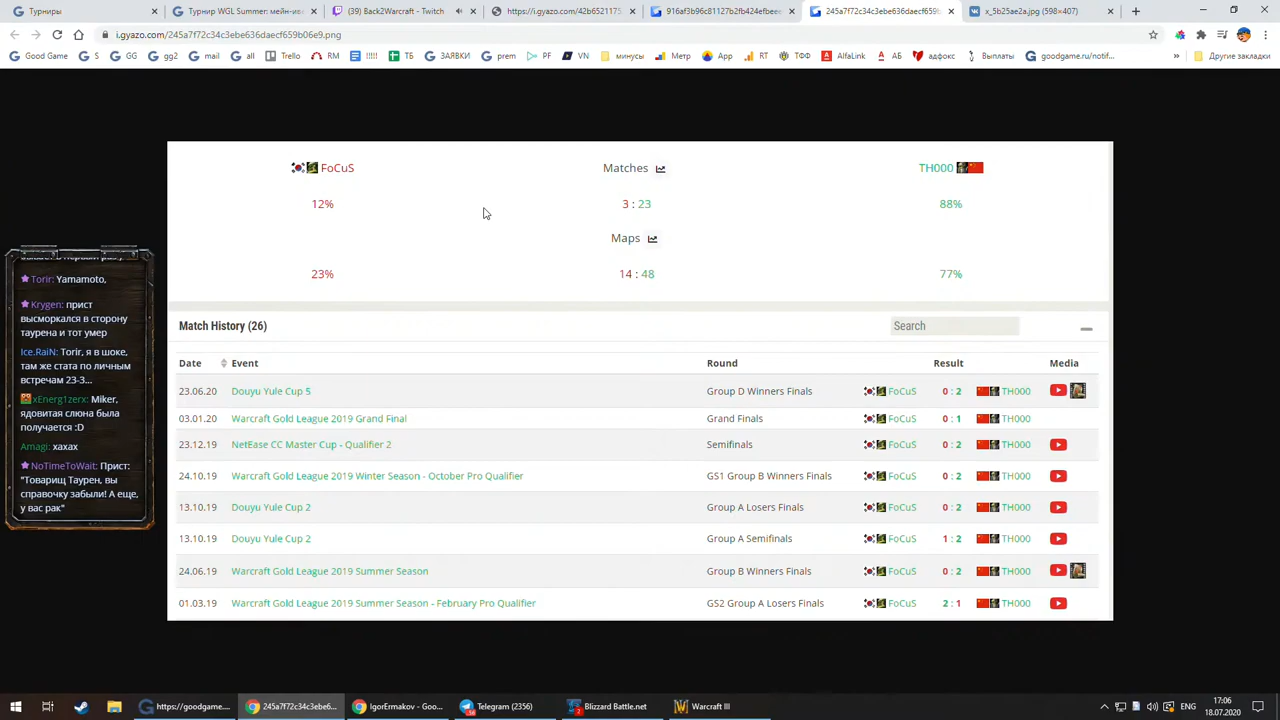 Турниры
Турнир WGL Summer: мейн-ив
(39) Back2Warcraft - Twitch
https://i.gyazo.com/42b6521175
916af3b96c81127b2fb424efbeee
245a7f72c34c3ebe636daecf659b
x_5b25ae2a.jpg (598×407)
i.gyazo.com/245a7f72c34c3ebe636daecf659b06e9.png
Good Game
S
GG
gg2
mail
all
Trello
RM
!!!!!
ТБ
ЗАЯВКИ
prem
PF
VN
минусы
Метр
App
RT
ТФФ
AlfaLink
АБ
адфокс
Выплаты
goodgame.ru/notif...
»
Другие закладки
FoCuS
Matches
TH000
12%
3 : 23
88%
Maps
23%
14 : 48
77%
Match History (26)
Search
Date
Event
Round
Result
Media
23.06.20 Douyu Yule Cup 5 Group D Winners Finals FoCuS 0 : 2 TH000
03.01.20 Warcraft Gold League 2019 Grand Final Grand Finals FoCuS 0 : 1 TH000
23.12.19 NetEase CC Master Cup - Qualifier 2 Semifinals FoCuS 0 : 2 TH000
24.10.19 Warcraft Gold League 2019 Winter Season - October Pro Qualifier GS1 Group B Winners Finals FoCuS 0 : 2 TH000
13.10.19 Douyu Yule Cup 2 Group A Losers Finals FoCuS 0 : 2 TH000
13.10.19 Douyu Yule Cup 2 Group A Semifinals FoCuS 1 : 2 TH000
24.06.19 Warcraft Gold League 2019 Summer Season Group B Winners Finals FoCuS 0 : 2 TH000
01.03.19 Warcraft Gold League 2019 Summer Season - February Pro Qualifier GS2 Group A Losers Finals FoCuS 2 : 1 TH000
Torir: Yamamoto,
Krygen: прист
высморкался в сторону
таурена и тот умер
Ice.RaiN: Torir, я в шоке,
там же стата по личным
встречам 23-3...
xEnerg1zerx: Miker,
ядовитая слюна была
получается :D
Amagi: хахах
NoTimeToWait: Прист:
"Товарищ Таурен, вы
справочку забыли! А еще,
у вас рак"
https://goodgame....
245a7f72c34c3ebe6...
IgorErmakov - Goo...
Telegram (2356)
2
Blizzard Battle.net
Warcraft III
ENG
17:06
18.07.2020